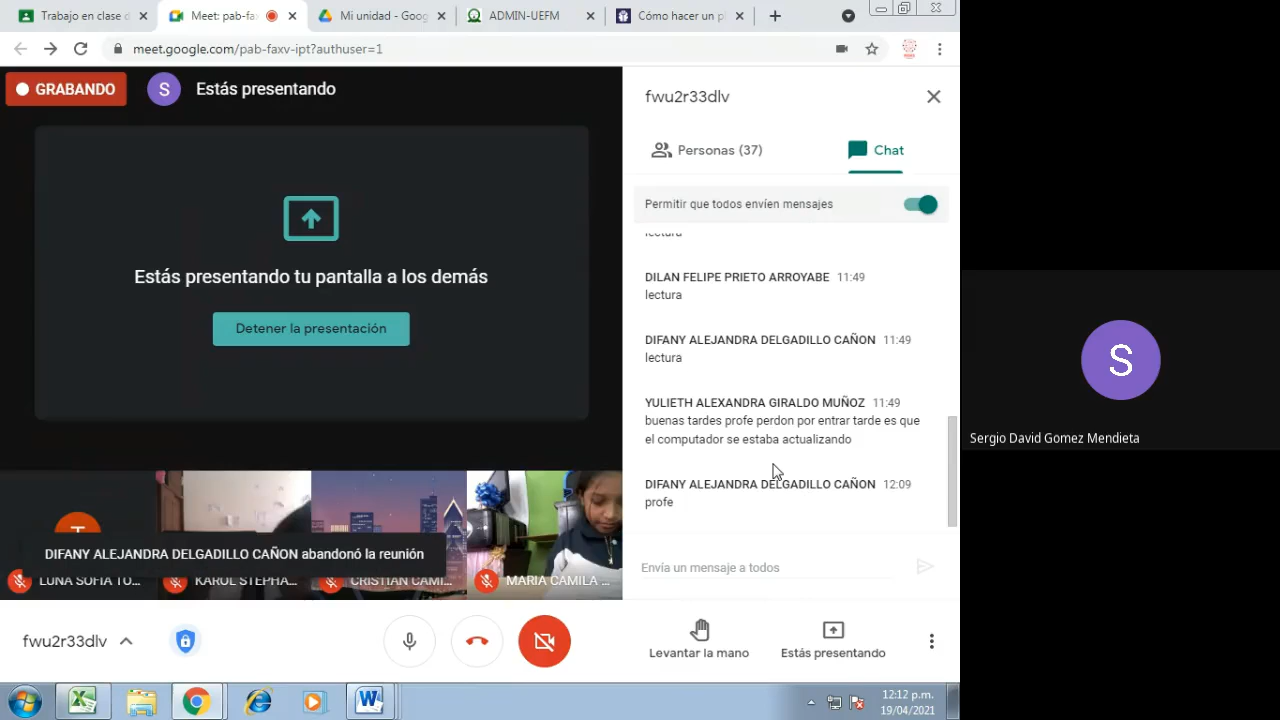 Trabajo en clase d
Meet: pab-fa
Mi unidad - Goog
ADMIN-UEFM
Cómo hacer un p
meet.google.com/pab-faxv-ipt?authuser=1
GRABANDO
S
Estás presentando
Estás presentando tu pantalla a los demás
Detener la presentación
fwu2r33dlv
Personas (37)
Chat
Permitir que todos envíen mensajes
lectura
DILAN FELIPE PRIETO ARROYABE 11:49
lectura
DIFANY ALEJANDRA DELGADILLO CAÑON 11:49
lectura
YULIETH ALEXANDRA GIRALDO MUÑOZ 11:49
buenas tardes profe perdon por entrar tarde es que
el computador se estaba actualizando
DIFANY ALEJANDRA DELGADILLO CAÑON 12:09
profe
Envía un mensaje a todos
DIFANY ALEJANDRA DELGADILLO CAÑON abandonó la reunión
LUNA SOFIA TO...
KAROL STEPHA...
CRISTIAN CAMI...
MARIA CAMILA ...
fwu2r33dlv
Levantar la mano
Estás presentando
12:12 p.m.
19/04/2021
S
Sergio David Gomez Mendieta